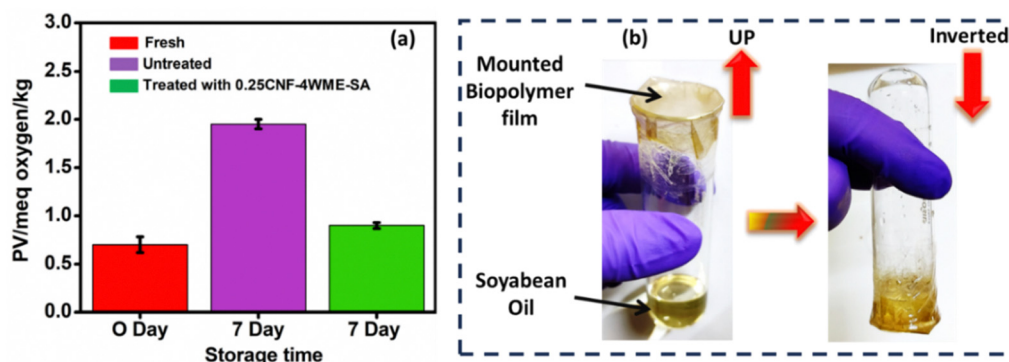 (a)
Fresh
Untreated
Treated with 0.25CNF-4WME-SA
PV/meq oxygen/kg
3.0
2.5
2.0
1.5
1.0
0.5
0.0
O Day
7 Day
7 Day
Storage time
(b)
UP
Inverted
Mounted
Biopolymer
film
Soyabean
Oil